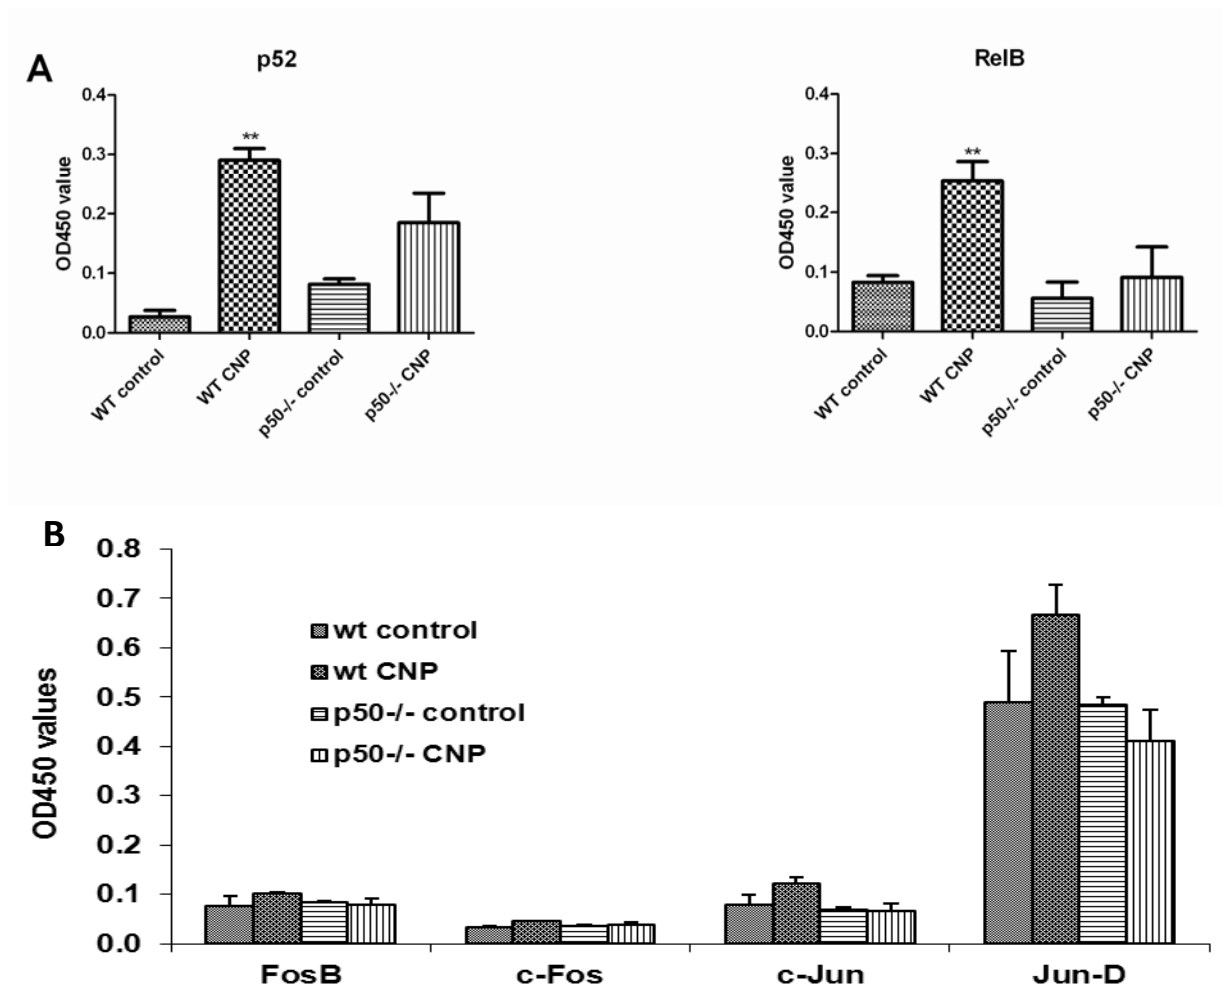 A
p52
RelB
0.4
0.3
0.2
0.1
0.0
OD450 value
**
WT control
WT CNP
p50-/- control
p50-/- CNP
0.4
0.3
0.2
0.1
0.0
OD450 value
**
WT control
WT CNP
p50-/- control
p50-/- CNP
B
0.8
0.7
0.6
0.5
0.4
0.3
0.2
0.1
0.0
OD450 values
wt control
wt CNP
p50-/- control
p50-/- CNP
FosB
c-Fos
c-Jun
Jun-D